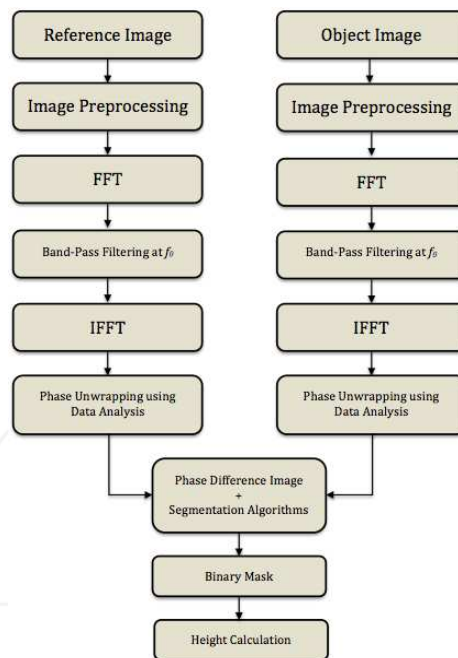 Reference Image
Object Image
Image Preprocessing
Image Preprocessing
FFT
FFT
Band-Pass Filtering at f0
Band-Pass Filtering at f0
IFFT
IFFT
Phase Unwrapping using
Data Analysis
Phase Unwrapping using
Data Analysis
Phase Difference Image
+
Segmentation Algorithms
Binary Mask
Height Calculation